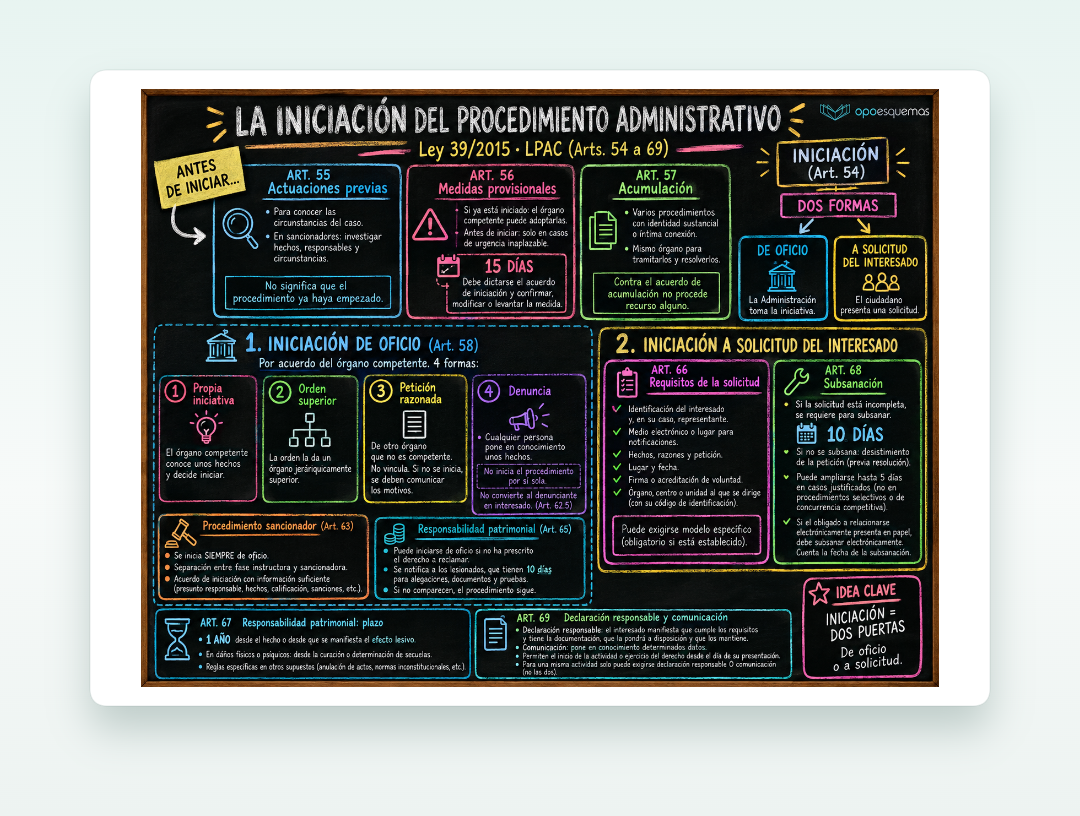 LA INICIACIÓN DEL PROCEDIMIENTO ADMINISTRATIVO
opoesquemas
Ley 39/2015 · LPAC (Arts. 54 a 69)
ANTES
DE INICIAR...
ART. 55
Actuaciones previas
• Para conocer las
circunstancias del caso.
• En sancionadores: investigar
hechos, responsables y
circunstancias.
No significa que el
procedimiento ya haya empezado.
ART. 56
Medidas provisionales
• Si ya está iniciado: el órgano
competente puede adoptarlas.
• Antes de iniciar: solo en casos
de urgencia inaplazable.
15 DÍAS
Debe dictarse el acuerdo
de iniciación y confirmar,
modificar o levantar la medida.
ART. 57
Acumulación
• Varios procedimientos
con identidad sustancial
o íntima conexión.
• Mismo órgano para
tramitarlos y resolverlos.
Contra el acuerdo de
acumulación no procede
recurso alguno.
INICIACIÓN
(Art. 54)
DOS FORMAS
DE OFICIO
La Administración
toma la iniciativa.
A SOLICITUD
DEL INTERESADO
El ciudadano
presenta una solicitud.
1. INICIACIÓN DE OFICIO (Art. 58)
Por acuerdo del órgano competente. 4 formas:
1 Propia
iniciativa
El órgano competente
conoce unos hechos
y decide iniciar.
2 Orden
superior
La orden la da un
órgano jeráriquicamente
superior.
3 Petición
razonada
De otro órgano
que no es competente.
No vincula. Si no se inicia,
se deben comunicar
los motivos.
4 Denuncia
• Cualquier persona
pone en conocimiento
unos hechos.
No inicia el procedimiento
por sí sola.
No convierte al denunciante
en interesado. (Art. 62.5)
Procedimiento sancionador (Art. 63)
• Se inicia SIEMPRE de oficio.
• Separación entre fase instructora y sancionadora.
• Acuerdo de iniciación con información suficiente
(presunto responsable, hechos, calificación, sanciones, etc.).
Responsabilidad patrimonial (Art. 65)
• Puede iniciarse de oficio si no ha prescrito
el derecho a reclamar.
• Se notifica a los lesionados, que tienen 10 días
para alegaciones, documentos y pruebas.
• Si no comparecen, el procedimiento sigue.
2. INICIACIÓN A SOLICITUD DEL INTERESADO
ART. 66
Requisitos de la solicitud
✓ Identificación del interesado
y, en su caso, representante.
✓ Medio electrónico o lugar para
notificaciones.
✓ Hechos, razones y petición.
✓ Lugar y fecha.
✓ Firma o acreditación de voluntad.
✓ Órgano, centro o unidad al que se dirige
(con su código de identificación).
Puede exigirse modelo específico
(obligatorio si está establecido).
ART. 68
Subsanación
• Si la solicitud está incompleta,
se requiere para subsanar.
10 DÍAS
Si no se subsana: desistimiento
de la petición (previa resolución).
Puede ampliarse hasta 5 días
en casos justificados (no en
procedimientos selectivos o de
concurrencia competitiva).
✓ Si el obligado a relacionarse
electrónicamente presenta en papel,
debe subsanar electrónicamente.
Cuenta la fecha de la subsanación.
ART. 67 Responsabilidad patrimonial: plazo
• 1 AÑO desde el hecho o desde que se manifiesta el efecto lesivo.
• En daños físicos o psíquicos: desde la curación o determinación de secuelas.
• Reglas específicas en otros supuestos (anulación de actos, normas inconstitucionales, etc.).
ART. 69 Declaración responsable y comunicación
• Declaración responsable: el interesado manifiesta que cumple los requisitos
y tiene la documentación, que la pondrá a disposición y que los mantiene.
• Comunicación: pone en conocimiento determinados datos.
• Permiten el inicio de la actividad o ejercicio del derecho desde el día de su presentación.
• Para una misma actividad solo puede exigirse declaración responsable O comunicación
(no las dos).
IDEA CLAVE
INICIACIÓN =
DOS PUERTAS
De oficio
o a solicitud.